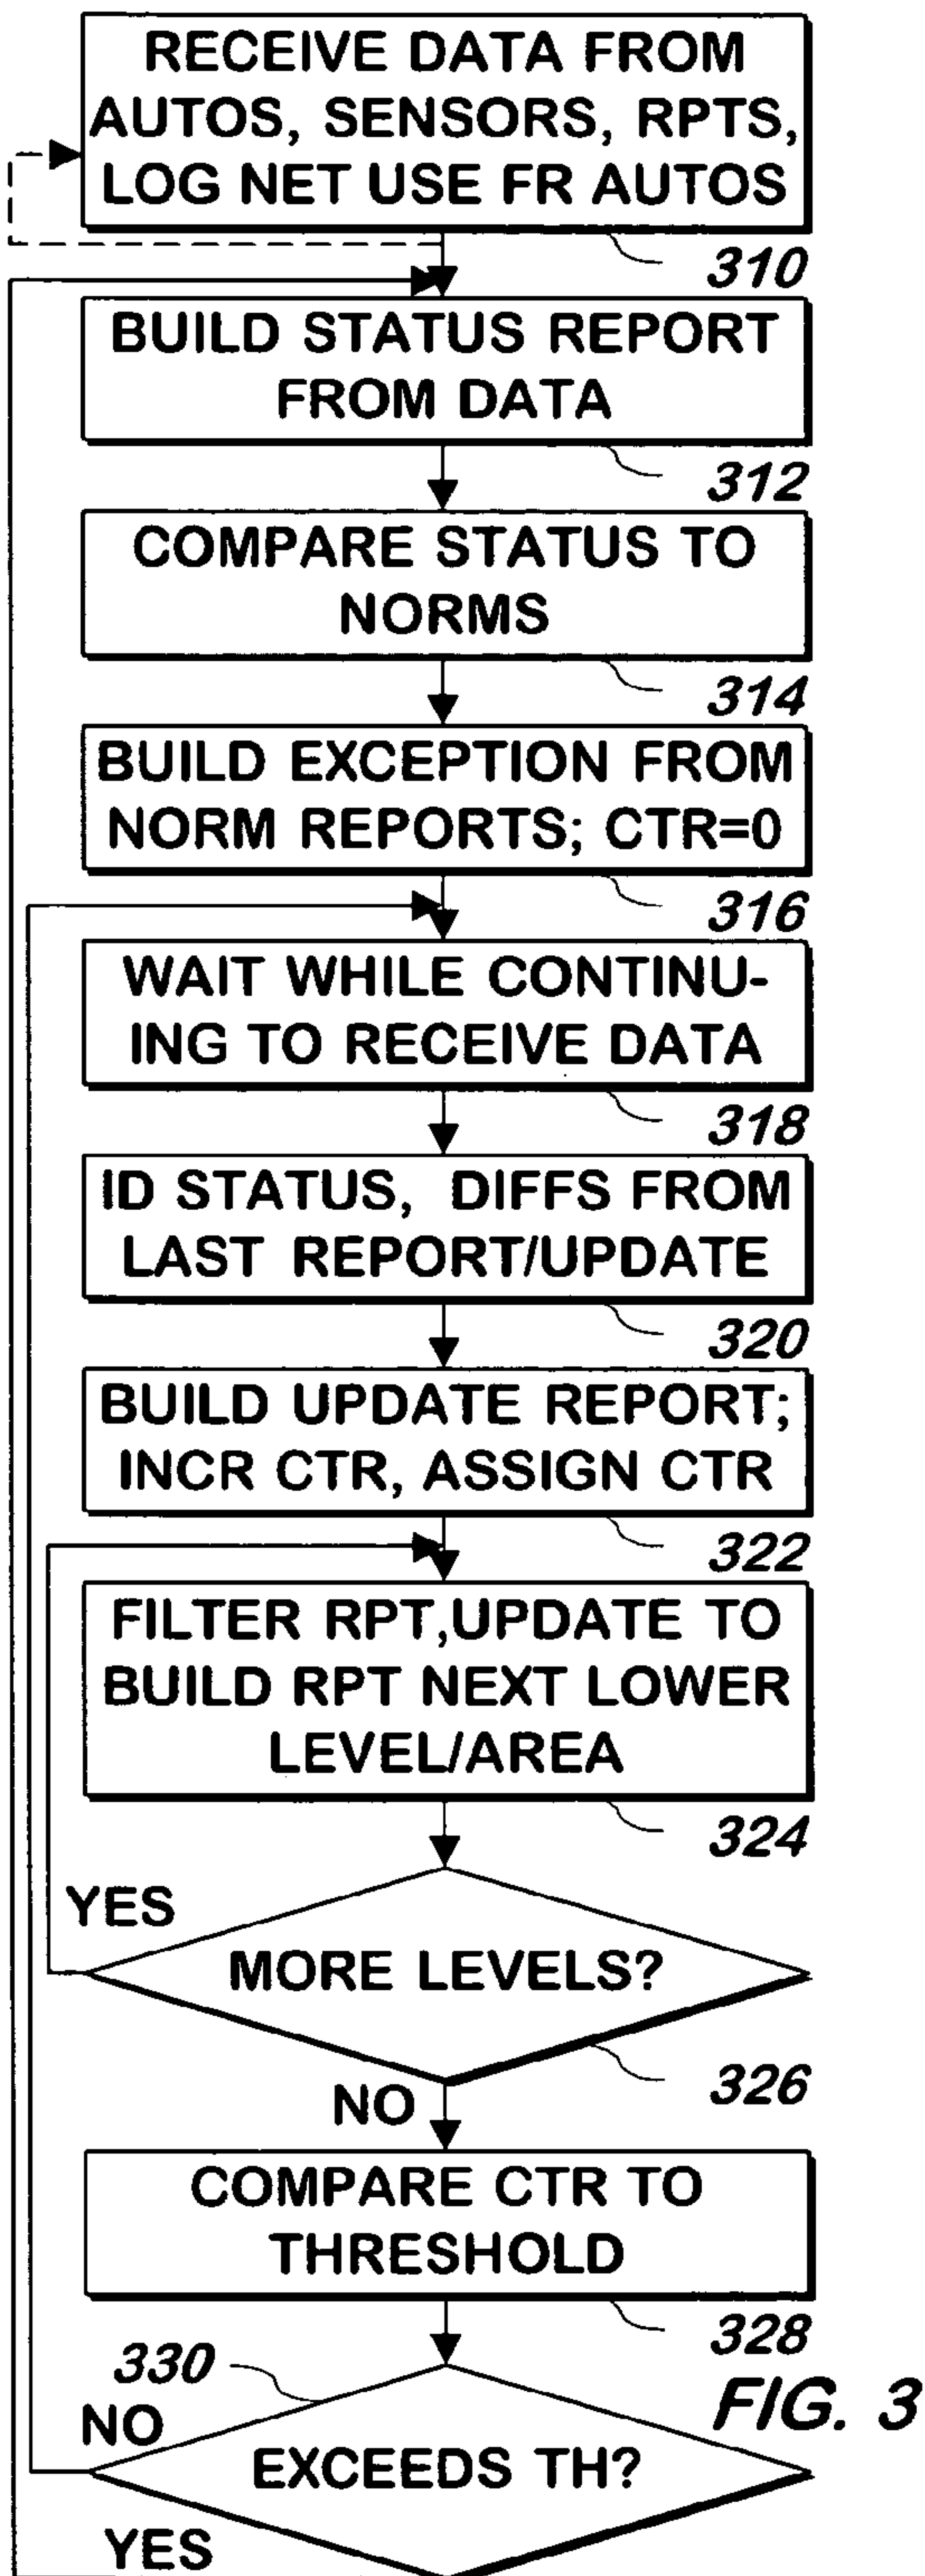 RECEIVE DATA FROM
AUTOS, SENSORS, RPTS,
LOG NET USE FR AUTOS
310
BUILD STATUS REPORT
FROM DATA
312
COMPARE STATUS TO
NORMS
314
BUILD EXCEPTION FROM
NORM REPORTS; CTR=0
316
WAIT WHILE CONTINU-
ING TO RECEIVE DATA
318
ID STATUS, DIFFS FROM
LAST REPORT/UPDATE
320
BUILD UPDATE REPORT;
INCR CTR, ASSIGN CTR
322
FILTER RPT,UPDATE TO
BUILD RPT NEXT LOWER
LEVEL/AREA
324
YES
MORE LEVELS?
326
NO
COMPARE CTR TO
THRESHOLD
328
330
FIG. 3
NO
EXCEEDS TH?
YES